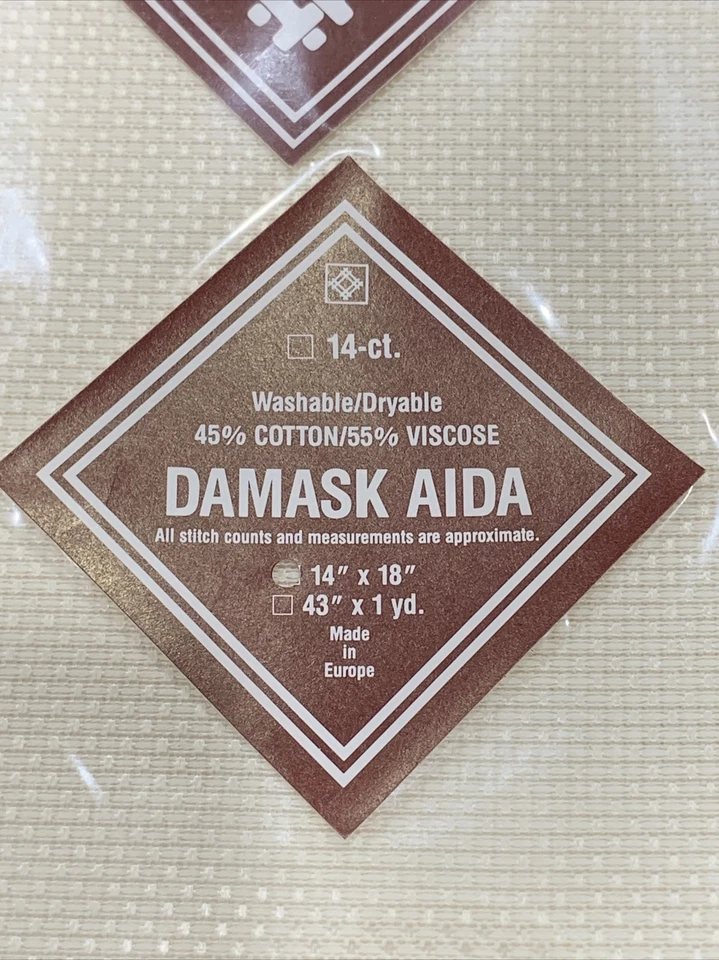 14-ct.
Washable/Dryable
45% COTTON/55% VISCOSE
DAMASK AIDA
All stitch counts and measurements are approximate.
14″ x 18″
43″ x 1 yd.
Made
in
Europe